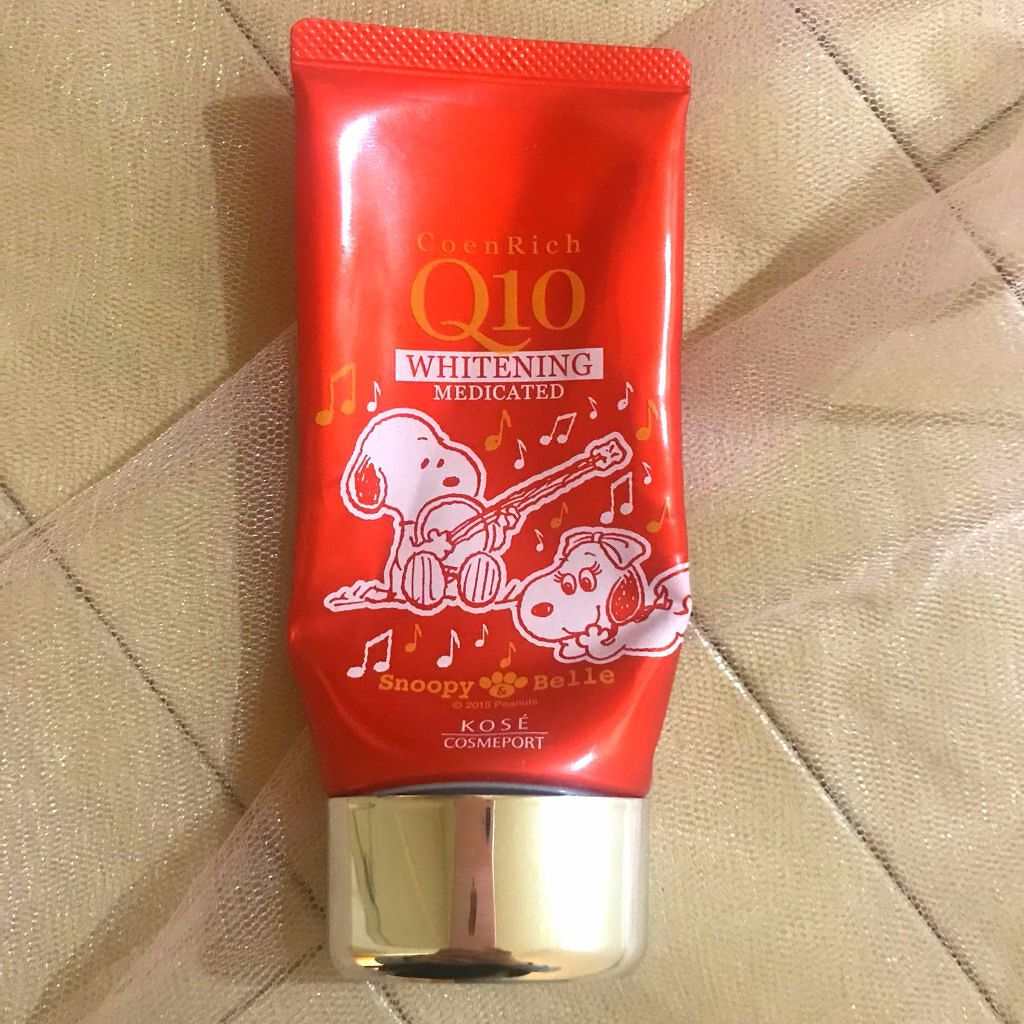 CoenRich
Q10
WHITENING
MEDICATED
Snoopy & Belle
© 2015 Peanuts
KOSÉ
COSMEPORT